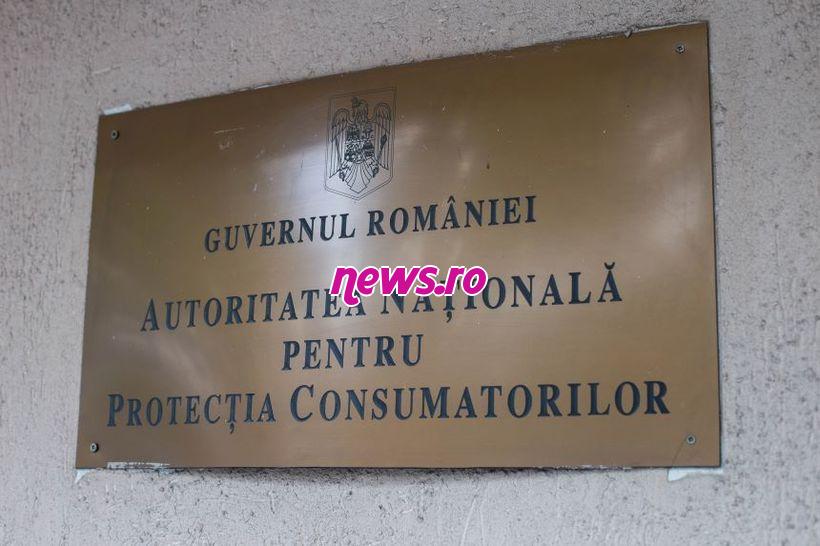 GUVERNUL ROMÂNIEI
news.ro
AUTORITATEA NAȚIONALĂ
PENTRU
PROTECȚIA CONSUMATORILOR